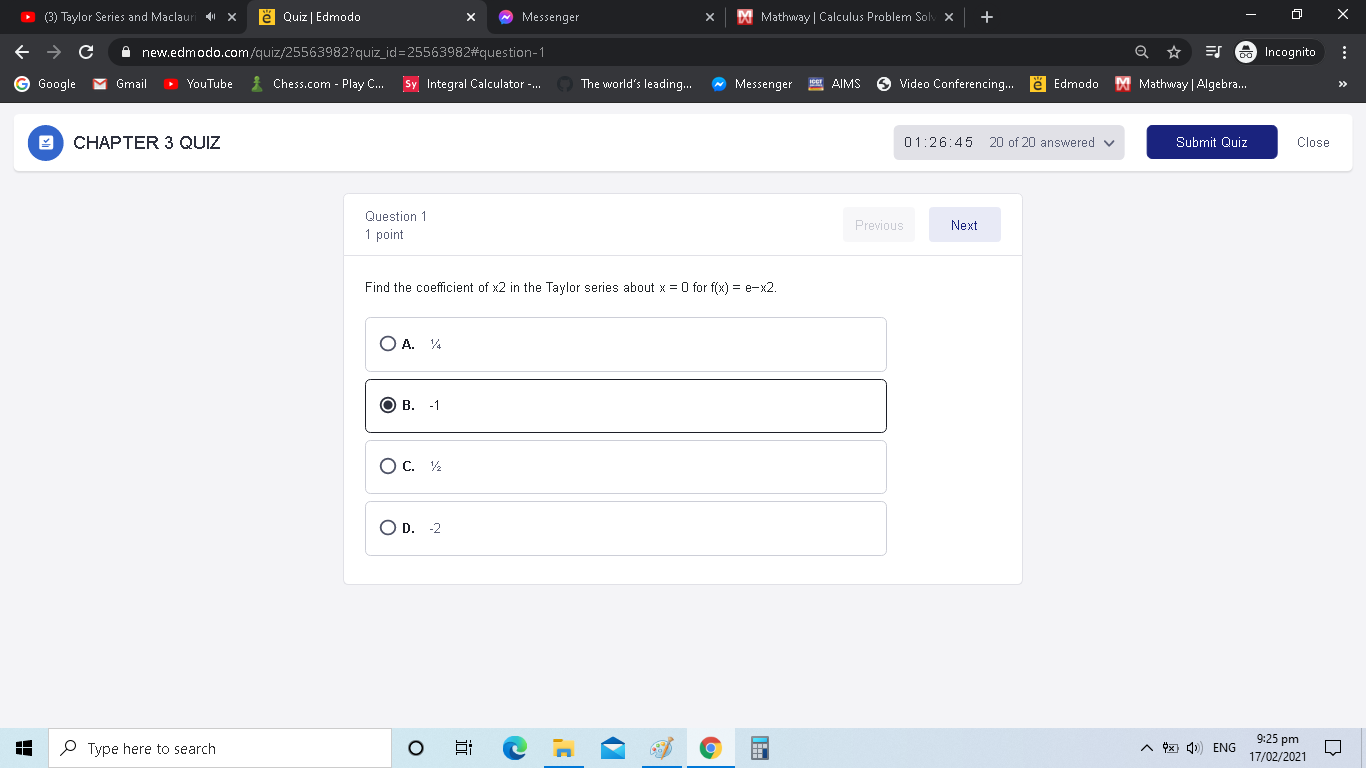 (3) Taylor Series and Maclaurin
Quiz | Edmodo
Messenger
Mathway | Calculus Problem Solv
new.edmodo.com/quiz/25563982?quiz_id=25563982#question-1
Incognito
Google
Gmail
YouTube
Chess.com - Play C...
Sy
Integral Calculator -...
The world's leading...
Messenger
AIMS
Video Conferencing...
Edmodo
Mathway | Algebra...
»
CHAPTER 3 QUIZ
01:26:45 20 of 20 answered
Submit Quiz
Close
Question 1
1 point
Previous
Next
Find the coefficient of x2 in the Taylor series about x = 0 for f(x) = e−x2.
A. ¼
B. -1
C. ½
D. -2
Type here to search
ENG
9:25 pm
17/02/2021